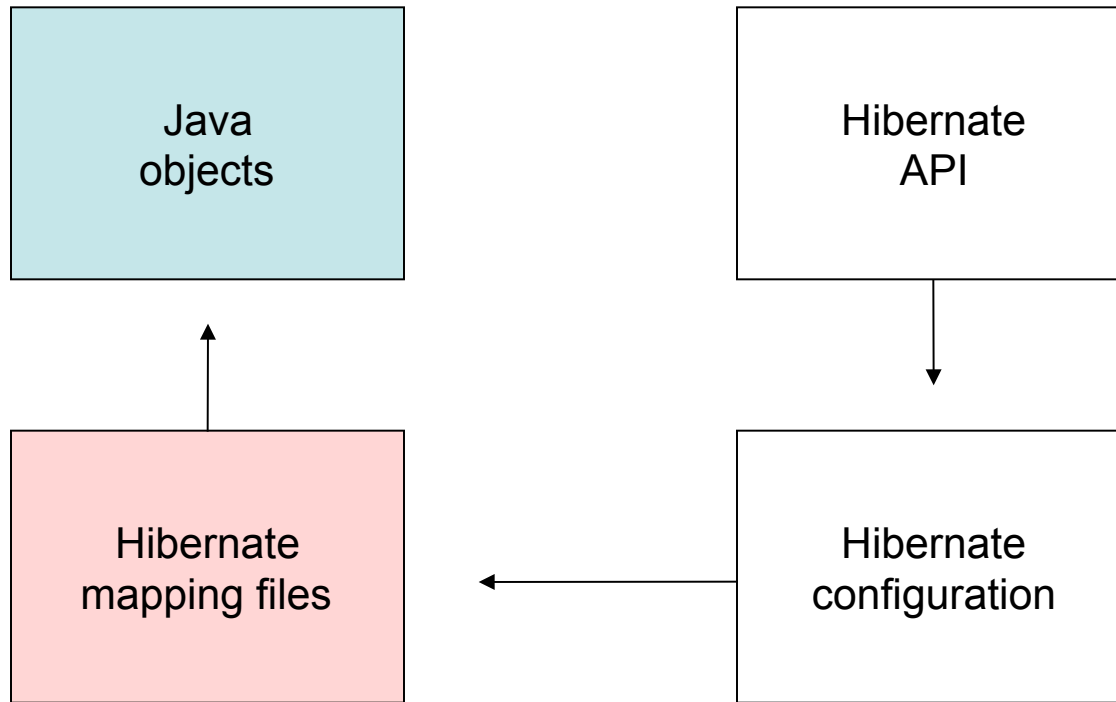 Java
objects
Hibernate
API
Hibernate
mapping files
Hibernate
configuration